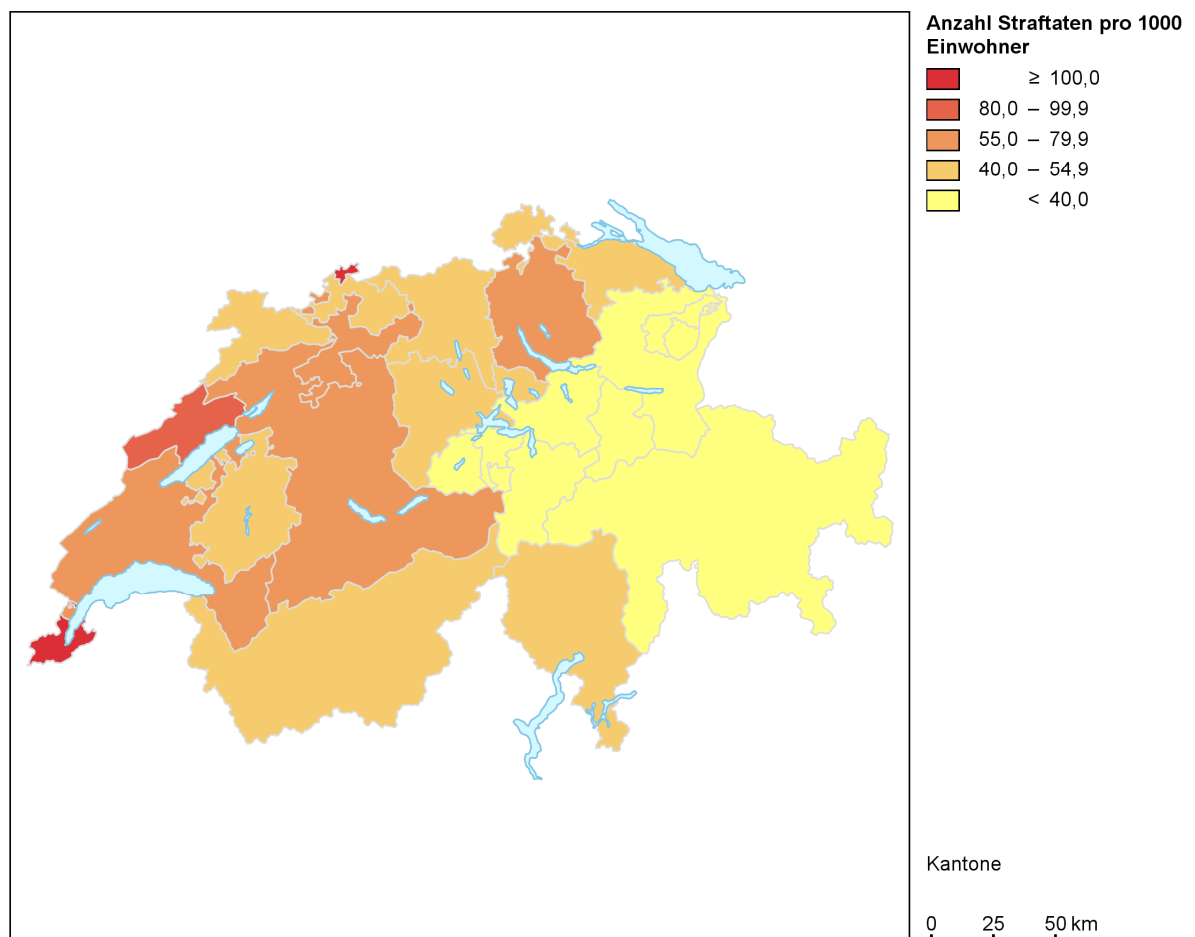 Anzahl Straftaten pro 1000
Einwohner
≥ 100,0
80,0 – 99,9
55,0 – 79,9
40,0 – 54,9
< 40,0
Kantone
0 25 50 km